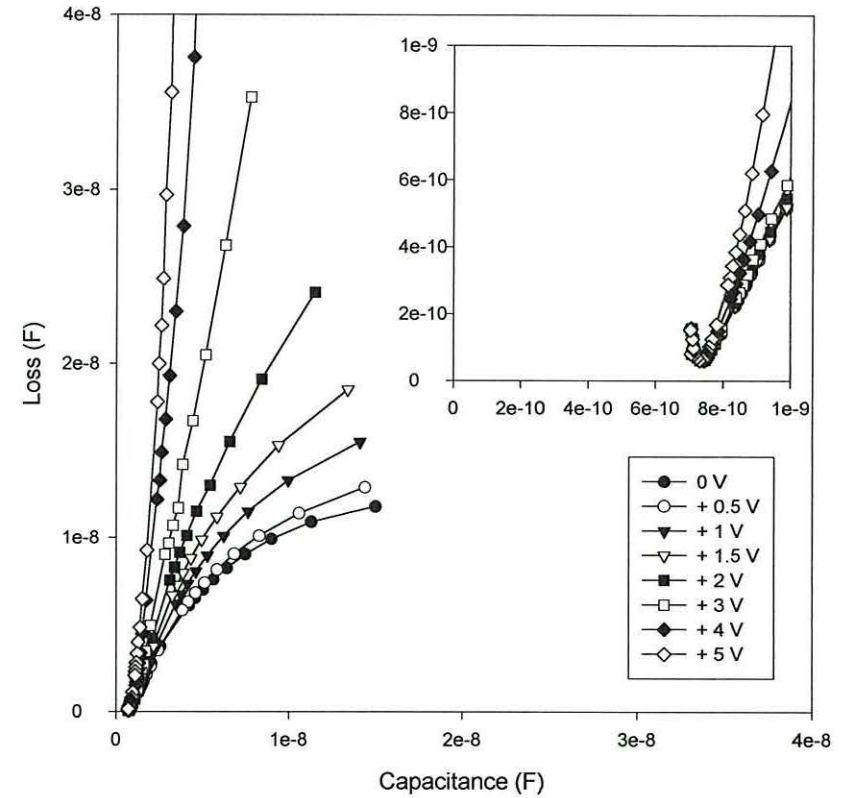 4e-8
3e-8
2e-8
1e-8
0
Loss (F)
0
1e-8
2e-8
3e-8
4e-8
Capacitance (F)
1e-9
8e-10
6e-10
4e-10
2e-10
0
0
2e-10
4e-10
6e-10
8e-10
1e-9
0 V
+ 0.5 V
+ 1 V
+ 1.5 V
+ 2 V
+ 3 V
+ 4 V
+ 5 V